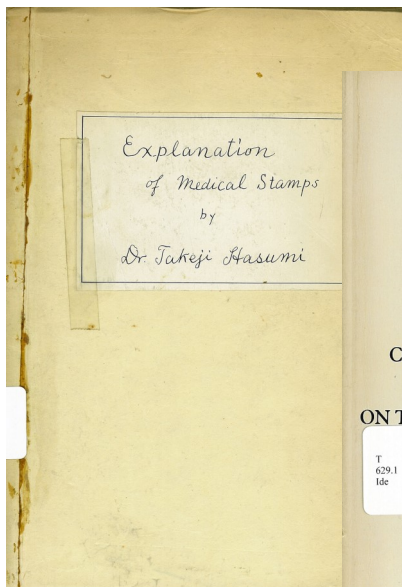 Explanation
of Medical Stamps
by
Dr. Takeji Hasumi
C
ON T
T
629.1
Ide